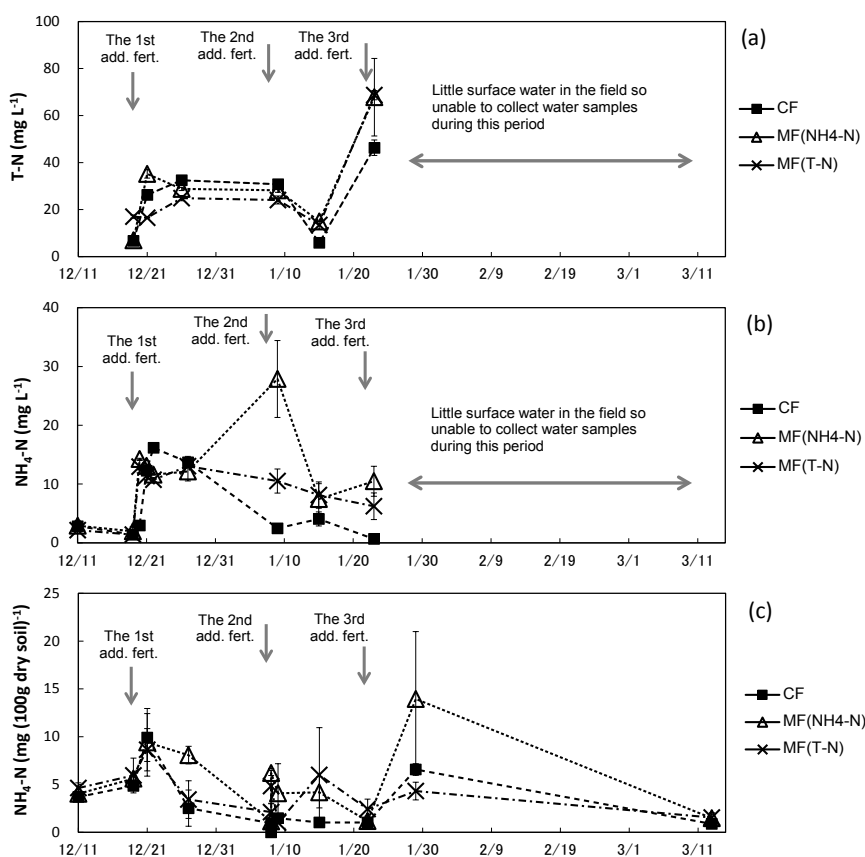 (a)
T-N (mg L-1)
100
80
60
40
20
0
The 1st
add. fert.
The 2nd
add. fert.
The 3rd
add. fert.
Little surface water in the field so
unable to collect water samples
during this period
CF
MF(NH4-N)
MF(T-N)
12/11 12/21 12/31 1/10 1/20 1/30 2/9 2/19 3/1 3/11
(b)
NH4-N (mg L-1)
40
30
20
10
0
The 1st
add. fert.
The 2nd
add. fert.
The 3rd
add. fert.
Little surface water in the field so
unable to collect water samples
during this period
CF
MF(NH4-N)
MF(T-N)
12/11 12/21 12/31 1/10 1/20 1/30 2/9 2/19 3/1 3/11
(c)
NH4-N (mg (100g dry soil)-1)
25
20
15
10
5
0
The 1st
add. fert.
The 2nd
add. fert.
The 3rd
add. fert.
CF
MF(NH4-N)
MF(T-N)
12/11 12/21 12/31 1/10 1/20 1/30 2/9 2/19 3/1 3/11